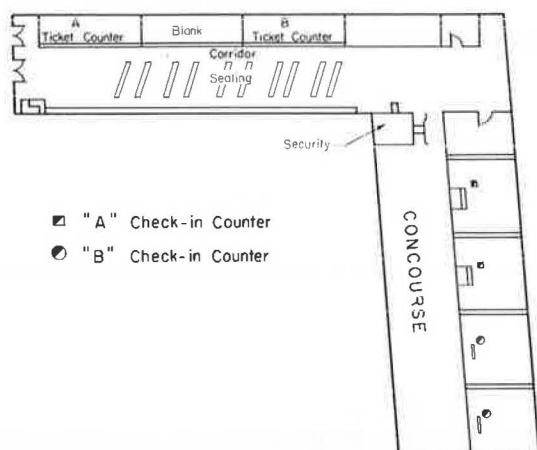 A
Ticket Counter
Blank
B
Ticket Counter
Corridor
Seating
Security
"A" Check-in Counter
"B" Check-in Counter
CONCOURSE